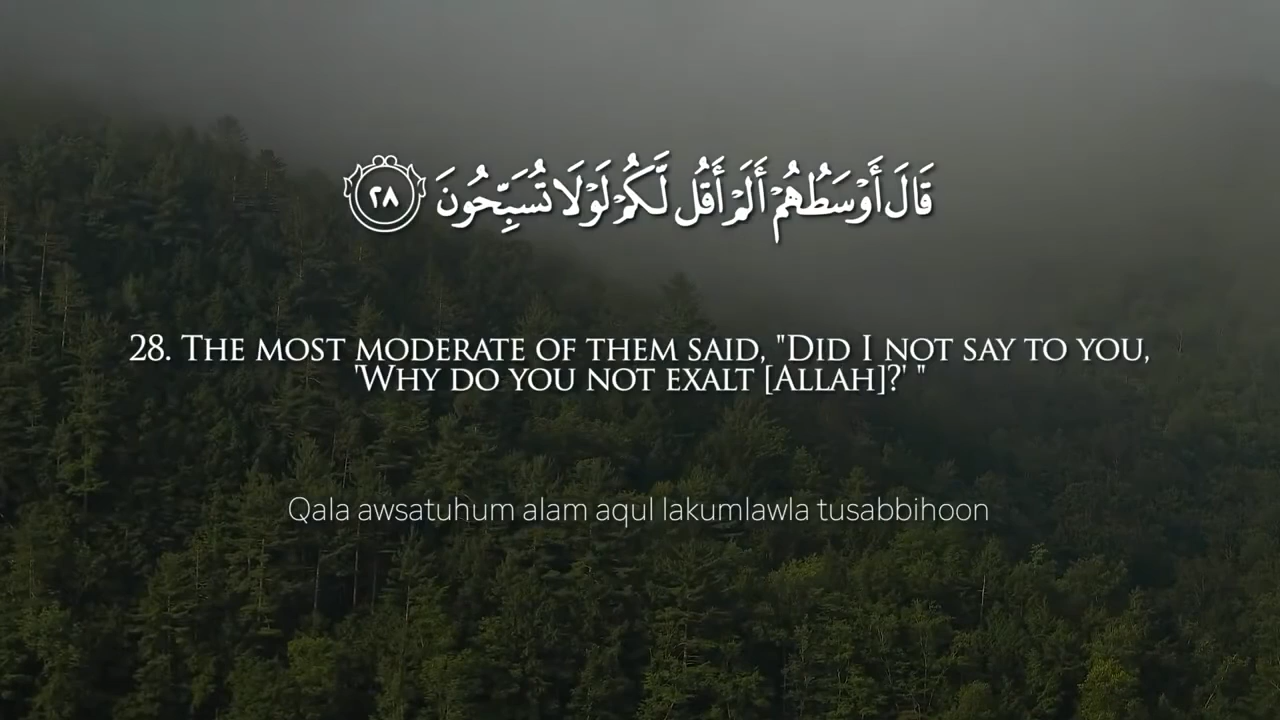 قَالَ أَوْسَطُهُمْ أَلَمْ أَقُل لَّكُمْ لَوْلَا تُسَبِّحُونَ ٢٨
28. The most moderate of them said, "Did I not say to you,
'Why do you not exalt [Allah]?' "
Qala awsatuhum alam aqul lakumlawla tusabbihoon